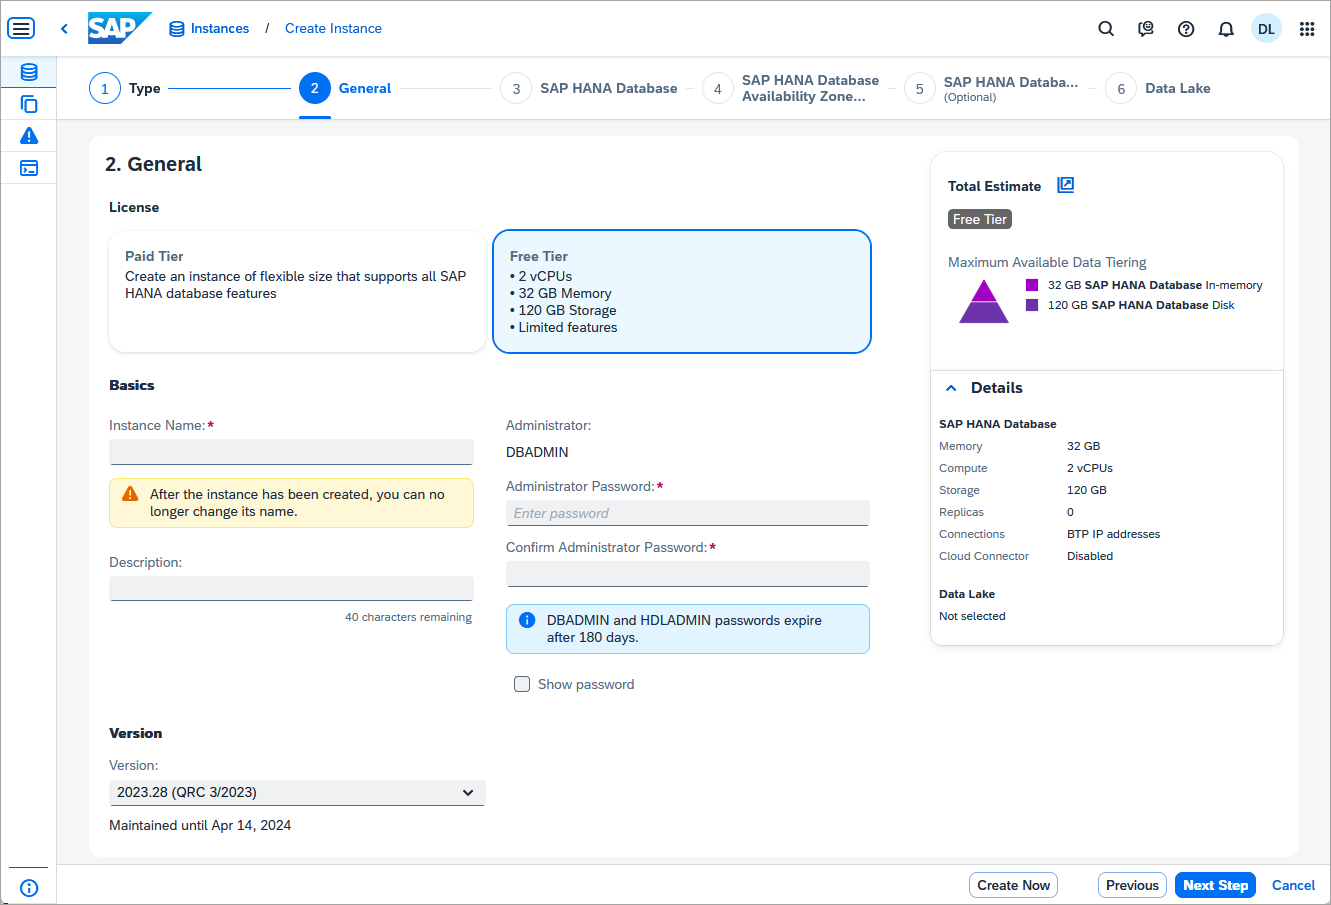 SAP
Instances / Create Instance
DL
1 Type
2 General
3 SAP HANA Database
4 SAP HANA Database
Availability Zone...
5 SAP HANA Databa...
(Optional)
6 Data Lake
2. General
License
Paid Tier
Create an instance of flexible size that supports all SAP
HANA database features
Free Tier
• 2 vCPUs
• 32 GB Memory
• 120 GB Storage
• Limited features
Basics
Instance Name:*
After the instance has been created, you can no
longer change its name.
Description:
40 characters remaining
Administrator:
DBADMIN
Administrator Password:*
Enter password
Confirm Administrator Password:*
DBADMIN and HDLADMIN passwords expire
after 180 days.
Show password
Version
Version:
2023.28 (QRC 3/2023)
Maintained until Apr 14, 2024
Total Estimate
Free Tier
Maximum Available Data Tiering
32 GB SAP HANA Database In-memory
120 GB SAP HANA Database Disk
Details
SAP HANA Database
Memory 32 GB
Compute 2 vCPUs
Storage 120 GB
Replicas 0
Connections BTP IP addresses
Cloud Connector Disabled
Data Lake
Not selected
Create Now
Previous
Next Step
Cancel